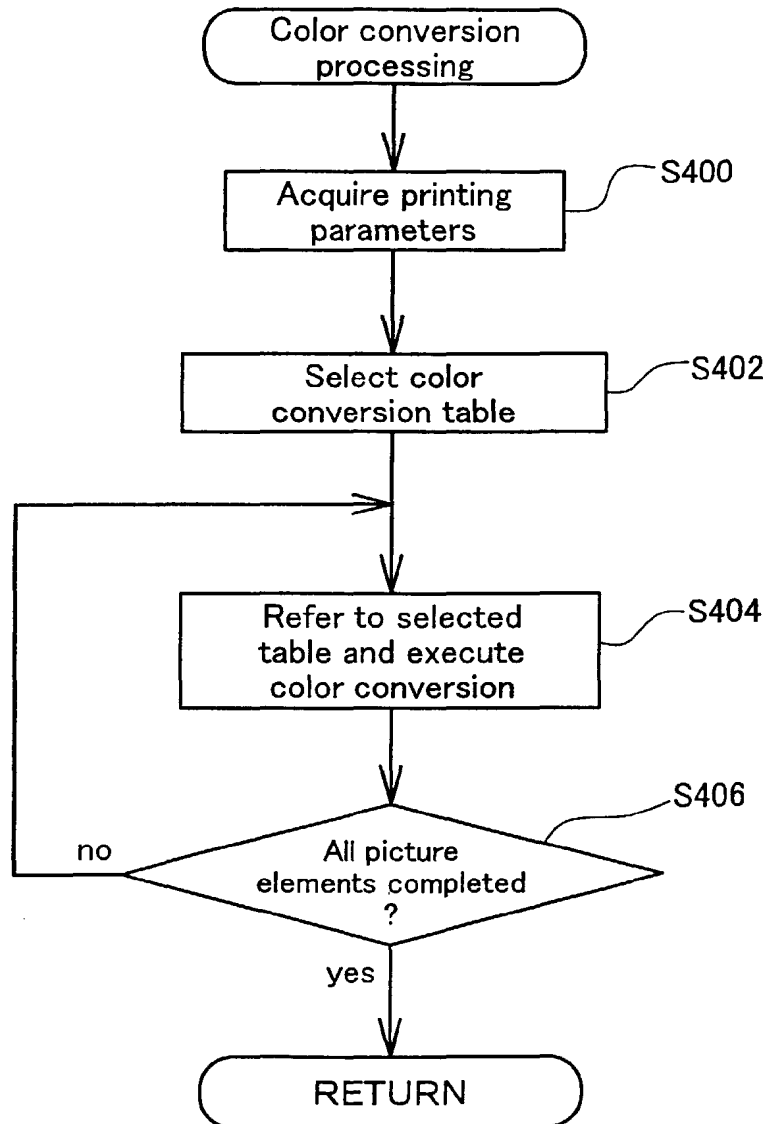 Color conversion
processing
S400
Acquire printing
parameters
S402
Select color
conversion table
S404
Refer to selected
table and execute
color conversion
S406
no
All picture
elements completed
?
yes
RETURN